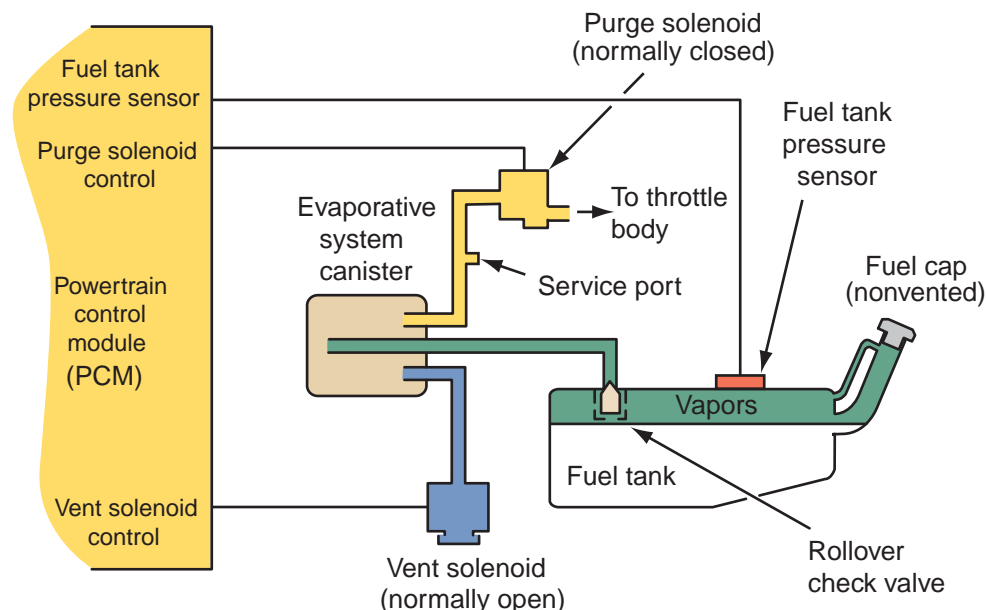 Purge solenoid
(normally closed)
Fuel tank
pressure sensor
Fuel tank
pressure
sensor
Purge solenoid
control
Evaporative
system
canister
To throttle
body
Service port
Fuel cap
(nonvented)
Powertrain
control
module
(PCM)
Vapors
Fuel tank
Vent solenoid
control
Vent solenoid
(normally open)
Rollover
check valve